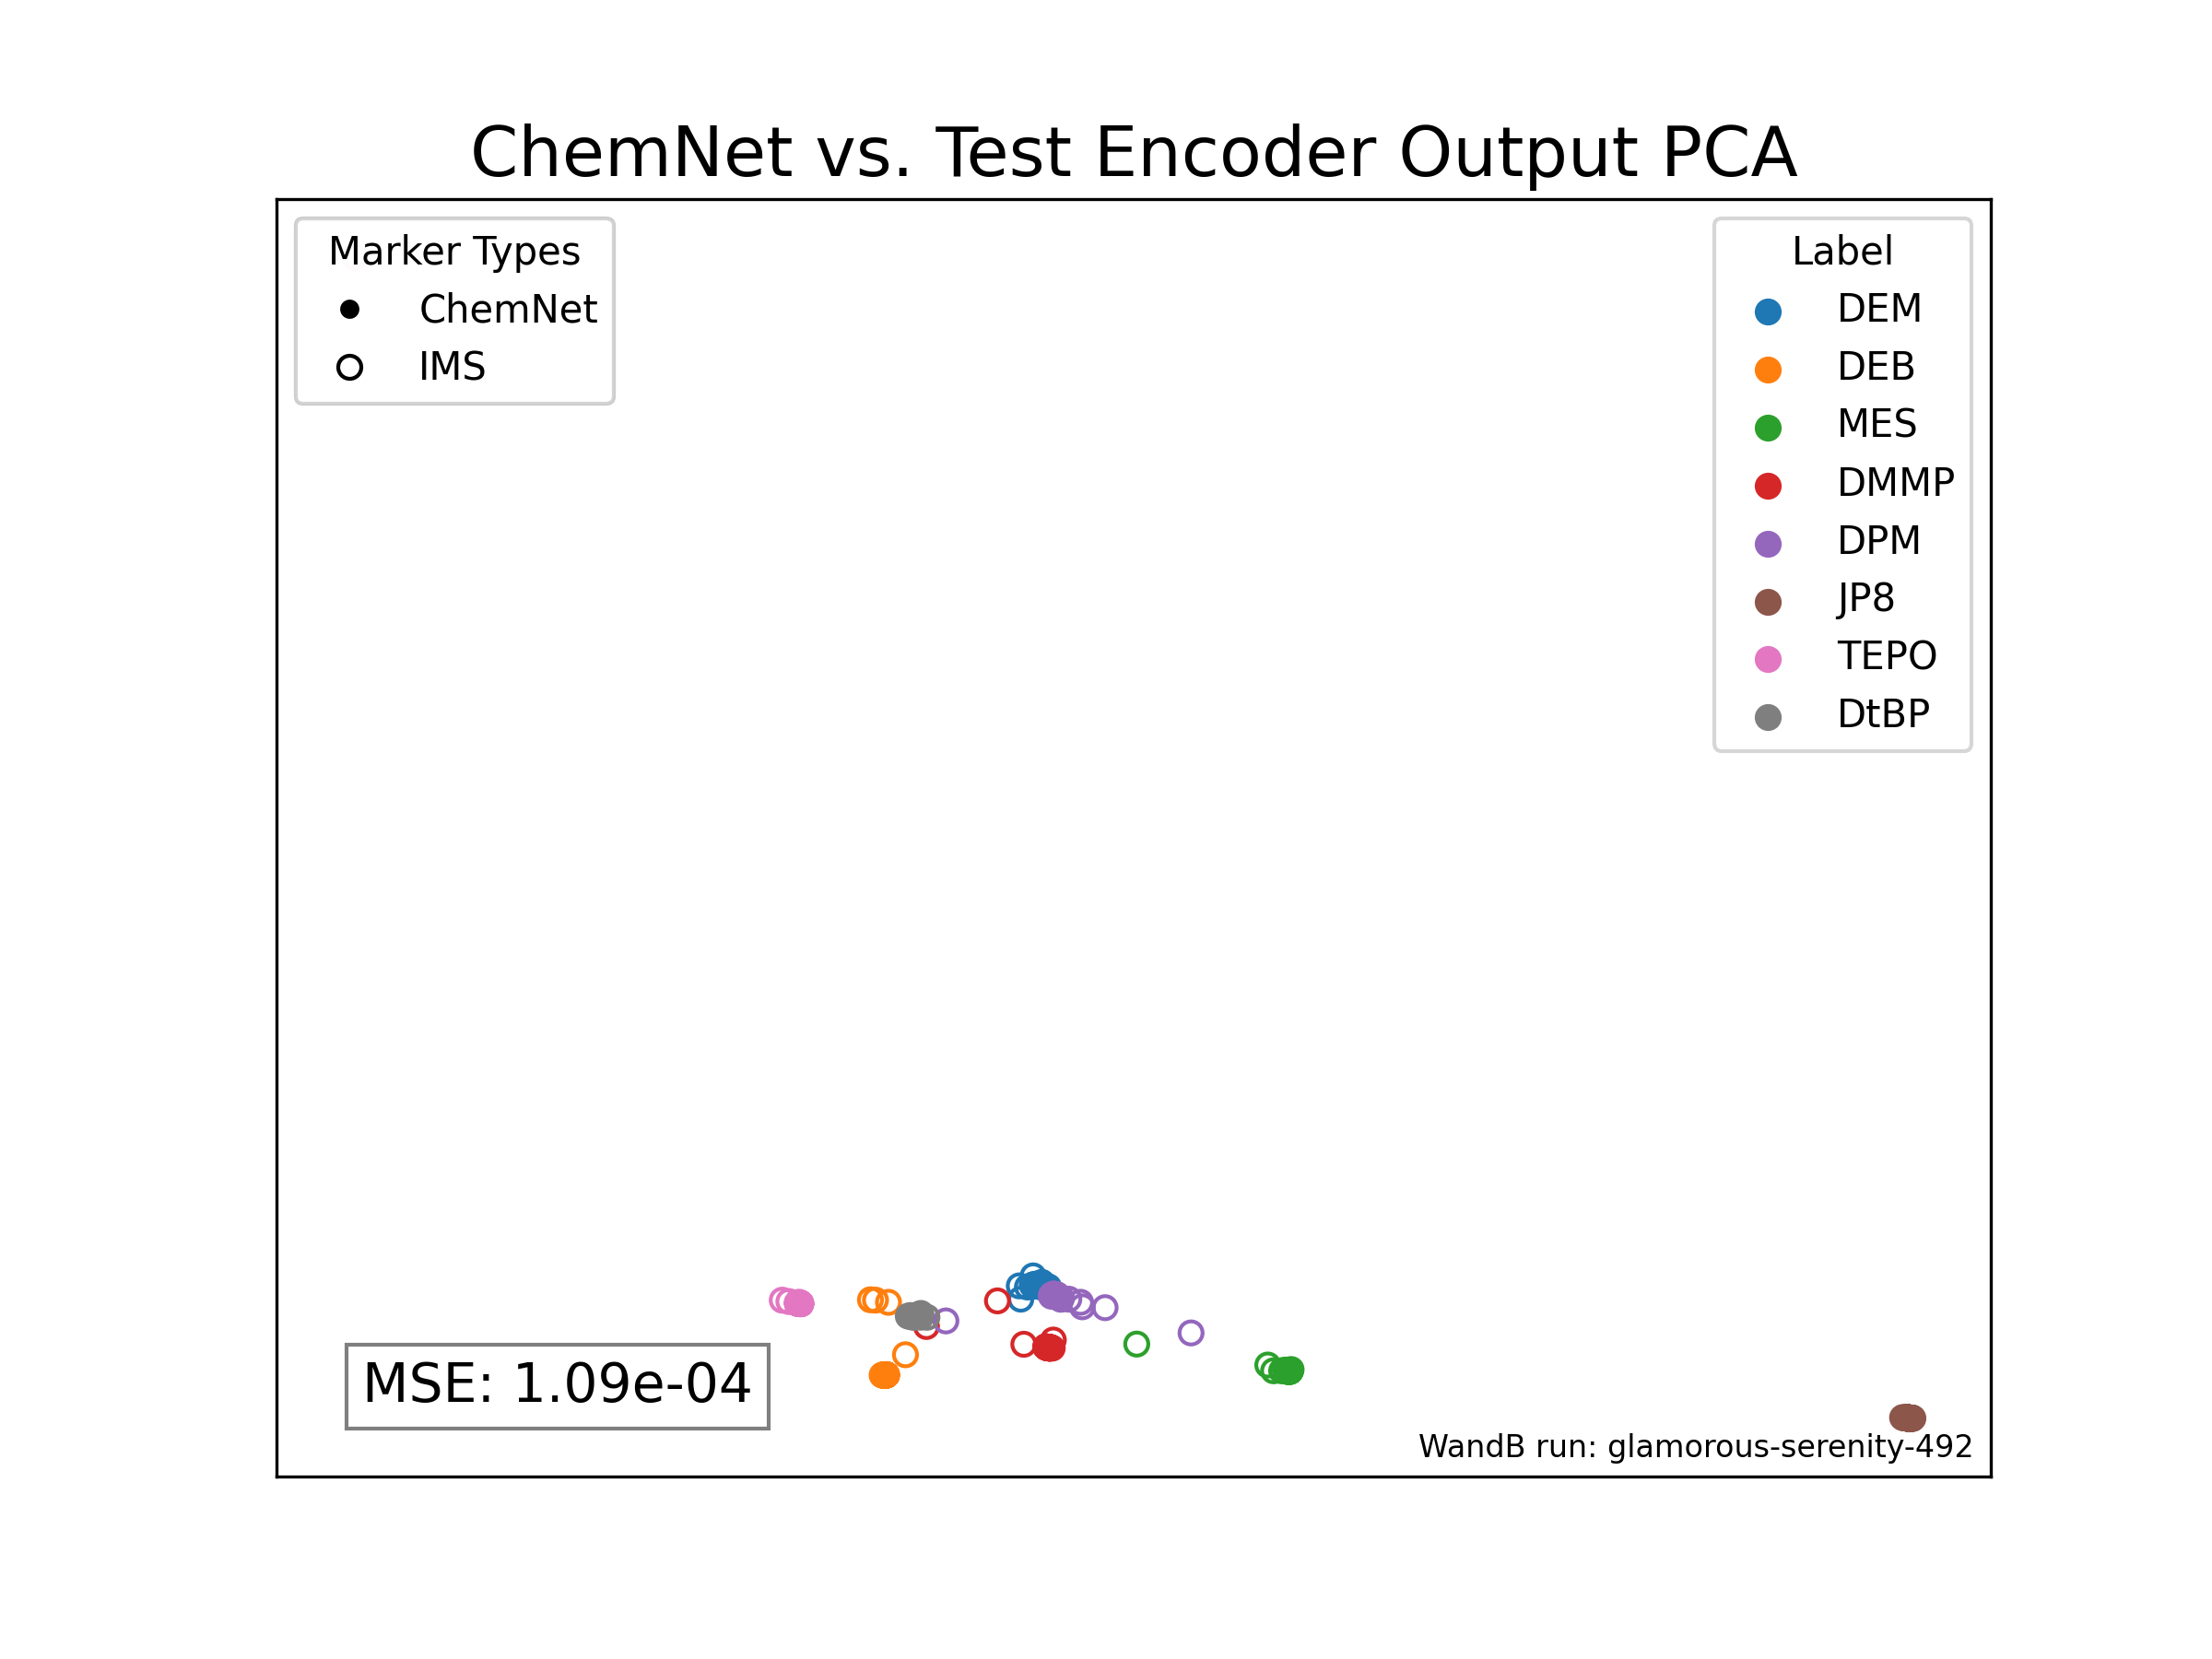 ChemNet vs. Test Encoder Output PCA
Marker Types
ChemNet
IMS
Label
DEM
DEB
MES
DMMP
DPM
JP8
TEPO
DtBP
MSE: 1.09e-04
WandB run: glamorous-serenity-492